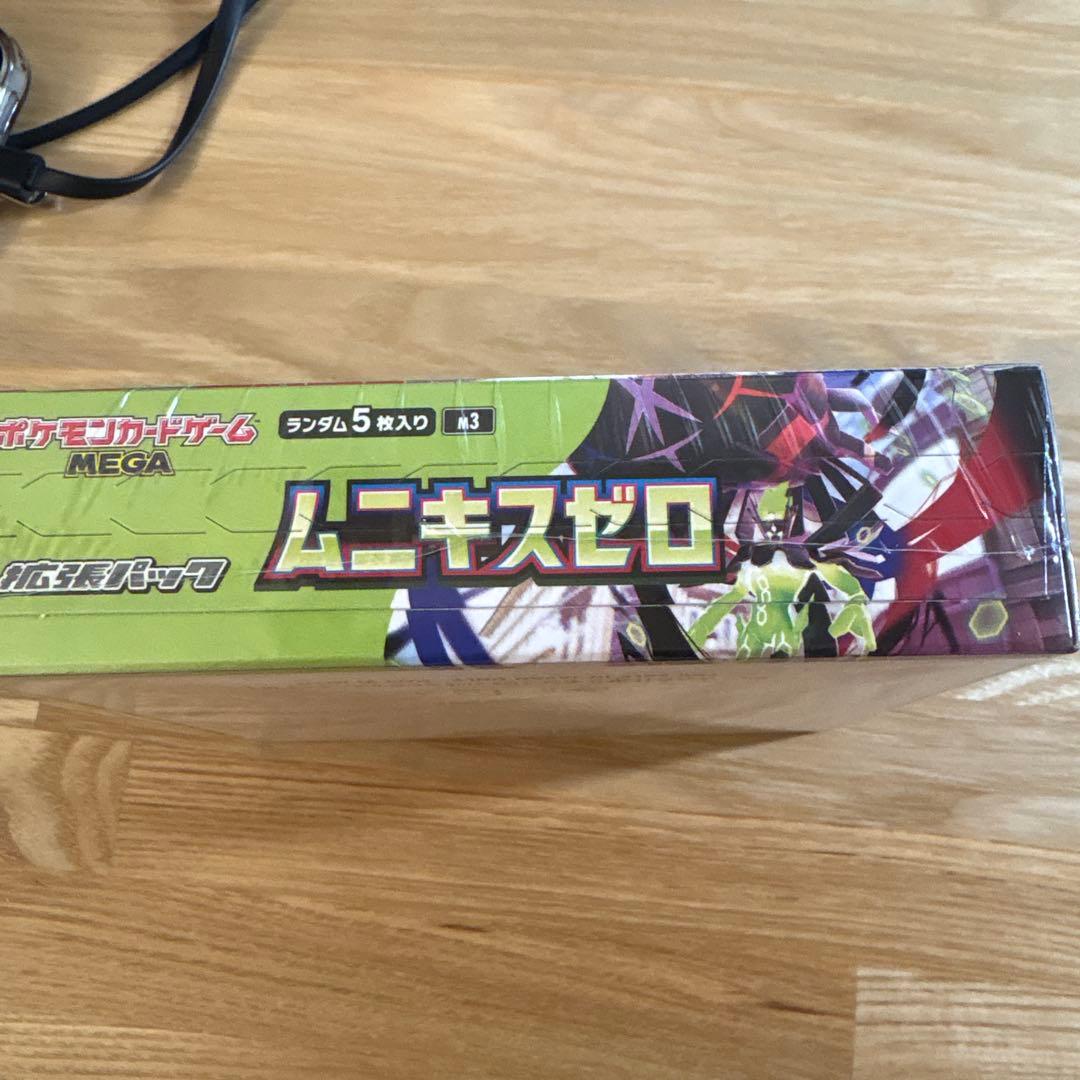 ポケモンカードゲーム
MEGA
拡張パック
ランダム5枚入り M3
ムニキスゼロ